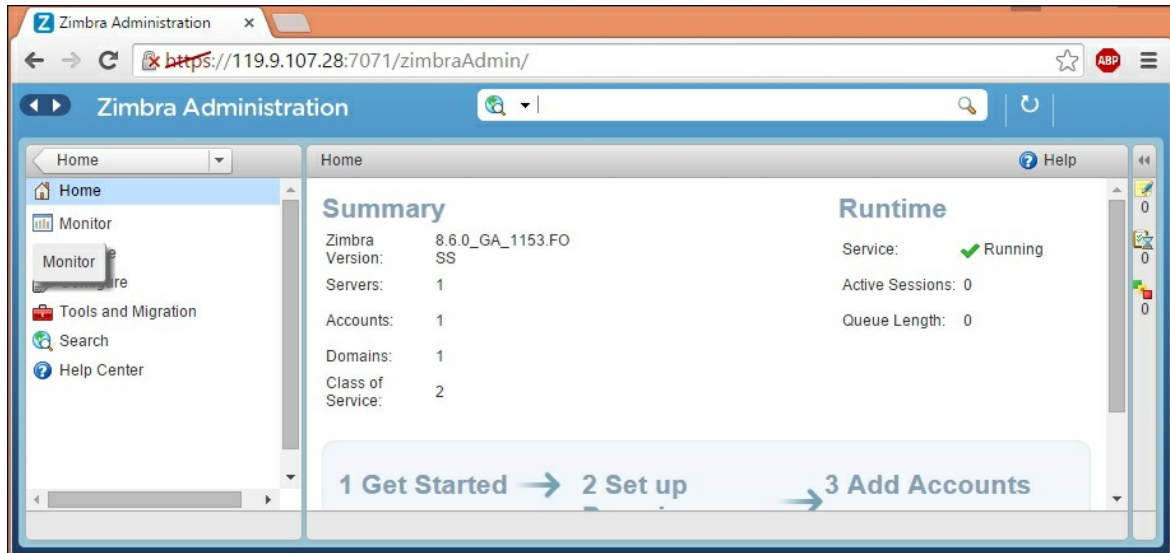 Zimbra Administration
https://119.9.107.28:7071/zimbraAdmin/
ABP
Zimbra Administration
Home
Home
Help
Home
Monitor
Monitor
Tools and Migration
Search
Help Center
Summary
Zimbra Version: 8.6.0_GA_1153.FOSS
Servers: 1
Accounts: 1
Domains: 1
Class of Service: 2
Runtime
Service: Running
Active Sessions: 0
Queue Length: 0
0
0
0
1 Get Started
2 Set up
3 Add Accounts